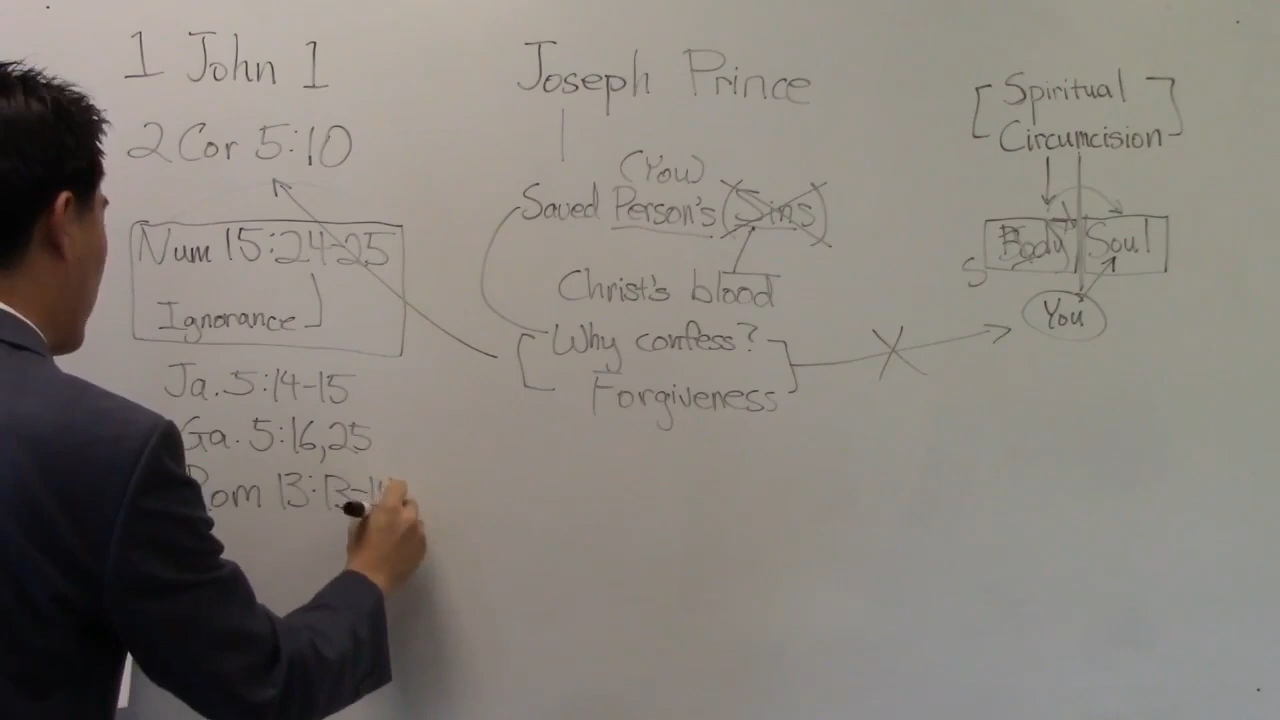 1 John 1
2 Cor 5:10
Num 15:24-25
Ignorance
Ja. 5:14-15
Ga. 5:16,25
Rom 13:13-14
Joseph Prince
(You)
Saved Person's (Sins)
Christ's blood
Why confess?
Forgiveness
[Spiritual
Circumcision]
Body Soul
S
You